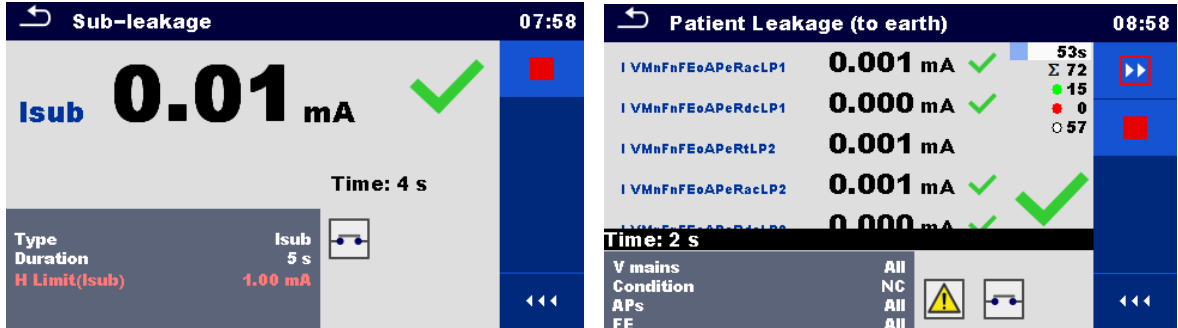 Sub-leakage 07:58
Isub 0.01 mA
Time: 4 s
Type Isub
Duration 5 s
H Limit(Isub) 1.00 mA
Patient Leakage (to earth) 08:58
I VMnFnFEoAPeRacLP1 0.001 mA
53s
Σ 72
15
0
57
I VMnFnFEoAPeRdcLP1 0.000 mA
I VMnFnFEoAPeRtLP2 0.001 mA
I VMnFnFEoAPeRacLP2 0.001 mA
0.000 mA
Time: 2 s
V mains All
Condition NC
APs All
FE All